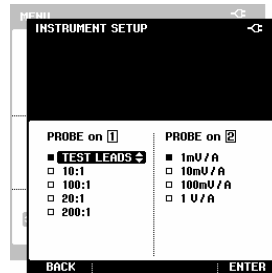 MENU
INSTRUMENT SETUP
PROBE on 1
TEST LEADS
10:1
100:1
20:1
200:1
PROBE on 2
1mV/A
10mV/A
100mV/A
1 V/A
BACK
ENTER